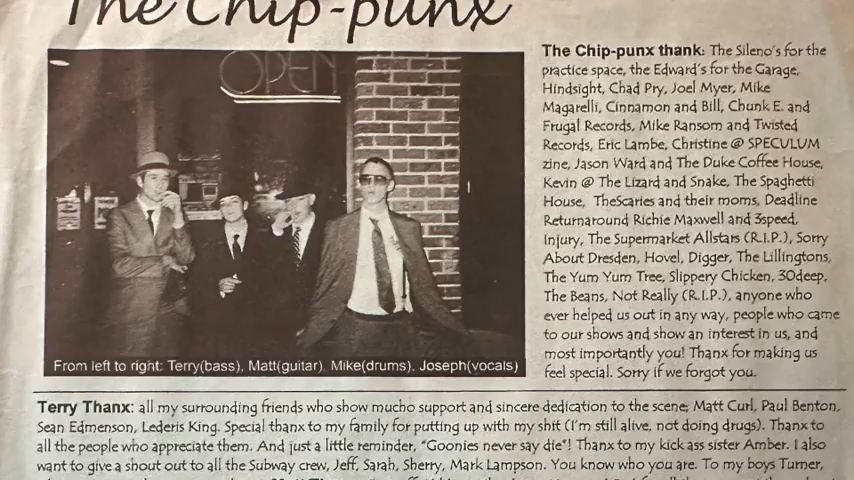 The Chip-punx
OPEN
From left to right: Terry(bass), Matt(guitar), Mike(drums), Joseph(vocals)
The Chip-punx thank: The Sileno's for the
practice space, the Edward's for the Garage,
Hindsight, Chad Pry, Joel Myer, Mike
Magarelli, Cinnamon and Bill, Chunk E. and
Frugal Records, Mike Ransom and Twisted
Records, Eric Lambe, Christine @ SPECULUM
zine, Jason Ward and The Duke Coffee House,
Kevin @ The Lizard and Snake, The Spaghetti
House, TheScaries and their moms, Deadline
Returnaround Richie Maxwell and 3speed,
Injury, The Supermarket Allstars (R.I.P.), Sorry
About Dresden, Hovel, Digger, The Lillingtons,
The Yum Yum Tree, Slippery Chicken, 30deep,
The Beans, Not Really (R.I.P.), anyone who
ever helped us out in any way, people who came
to our shows and show an interest in us, and
most importantly you! Thanx for making us
feel special. Sorry if we forgot you.
Terry Thanx: all my surrounding friends who show mucho support and sincere dedication to the scene; Matt Curl, Paul Benton,
Sean Edmenson, Lederis King. Special thanx to my family for putting up with my shit (I'm still alive, not doing drugs). Thanx to
all the people who appreciate them. And just a little reminder, "Goonies never say die"! Thanx to my kick ass sister Amber. I also
want to give a shout out to all the Subway crew, Jeff, Sarah, Sherry, Mark Lampson. You know who you are. To my boys Turner,